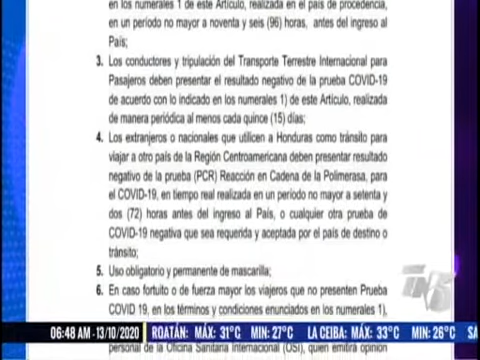 en los numerales 1 de este Artículo, realizada en el país de procedencia,
en un periodo no mayor a noventa y seis (96) horas, antes del ingreso al
País;
3. Los conductores y tripulación del Transporte Terrestre Internacional para
Pasajeros deben presentar el resultado negativo de la prueba COVID-19
de acuerdo con lo indicado en los numerales 1) de este Artículo, realizada
de manera periódica al menos cada quince (15) días;
4. Los extranjeros o nacionales que utilicen a Honduras como tránsito para
viajar a otro país de la Región Centroamericana deben presentar resultado
negativo de la prueba (PCR) Reacción en Cadena de la Polimerasa, para
el COVID-19, en tiempo real realizada en un período no mayor a setenta y
dos (72) horas antes del ingreso al País, o cualquier otra prueba de
COVID-19 negativa que sea requerida y aceptada por el país de destino o
tránsito;
5. Uso obligatorio y permanente de mascarilla;
6. En caso fortuito o de fuerza mayor los viajeros que no presenten Prueba
COVID 19, en los términos y condiciones enunciados en los numerales 1),
06:48 AM-13/10/2020 ROATÁN: MÁX: 31°C MIN: 27°C LA CEIBA: MÁX: 33°C MIN: 26°C SA
personal de la Oficina Sanitaria Internacional (OSI), quien emitirá opinión